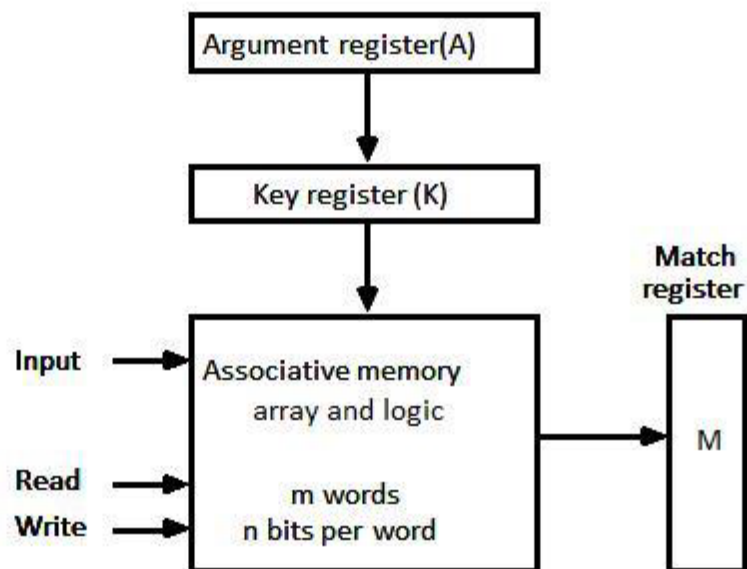 Argument register(A)
Key register (K)
Match
register
Input
Associative memory
array and logic
M
Read
m words
Write
n bits per word